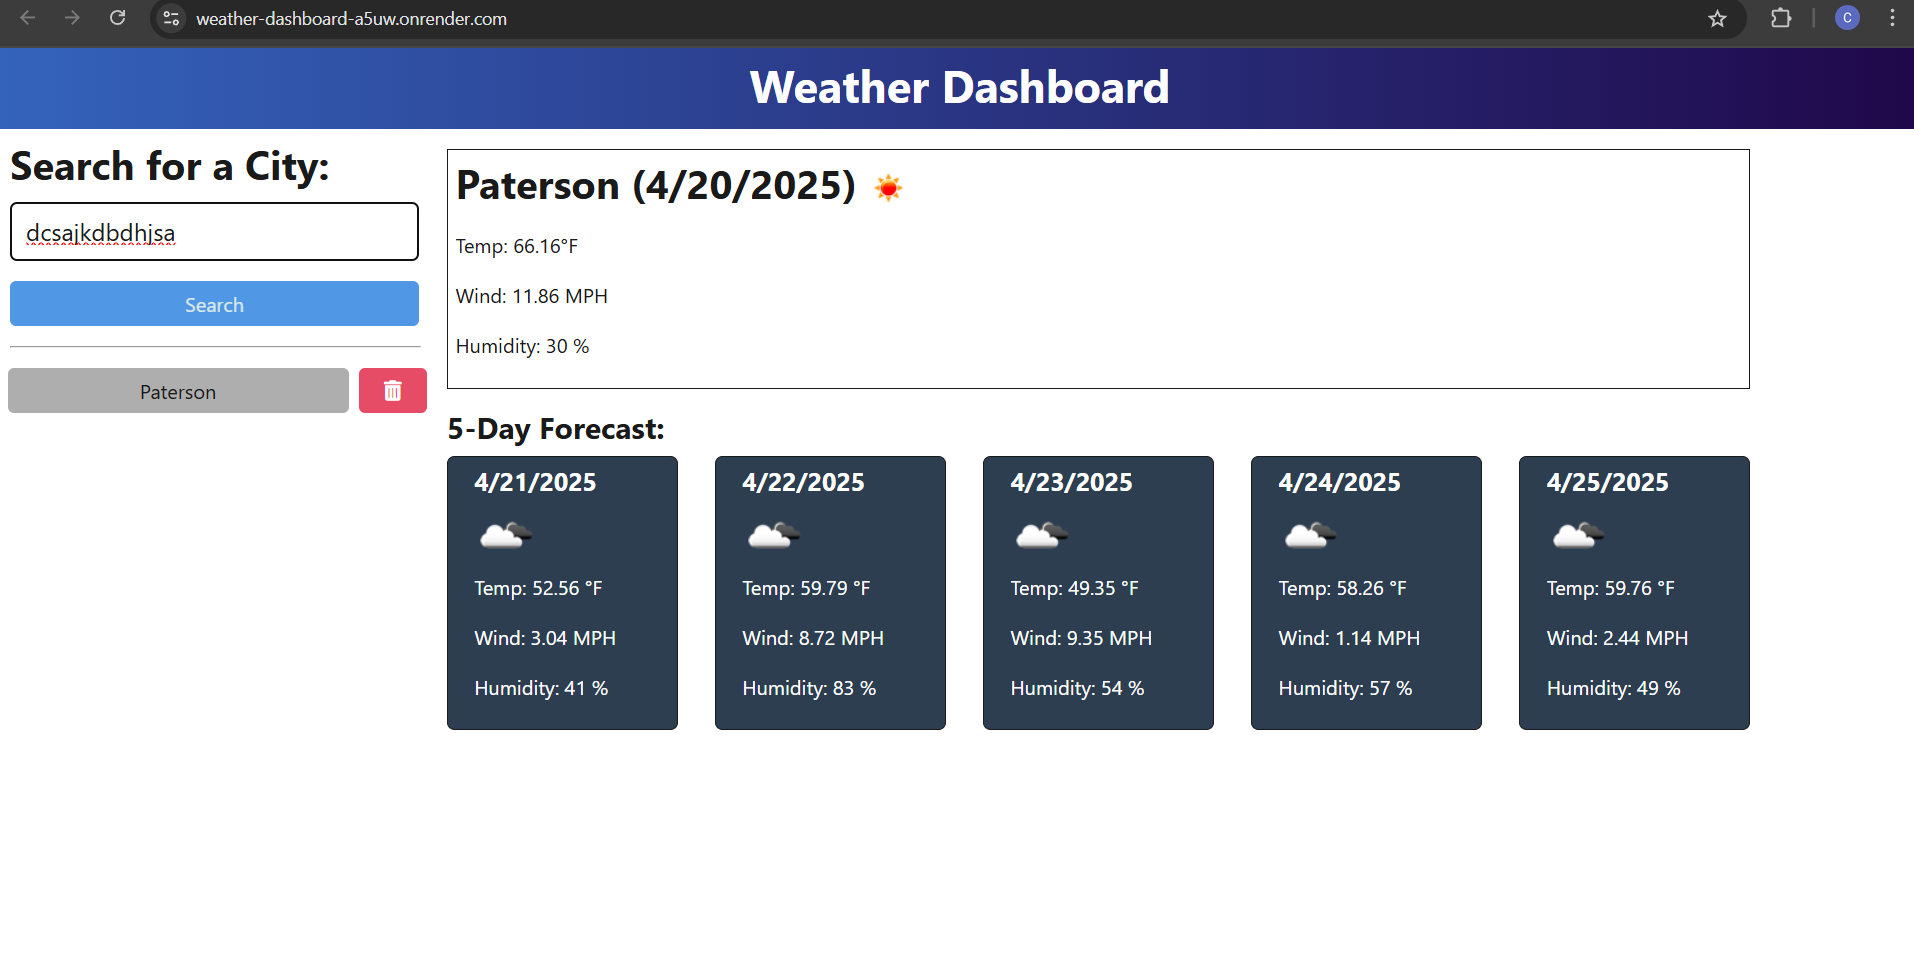 weather-dashboard-a5uw.onrender.com
C
Weather Dashboard
Search for a City:
dcsajkdbdhjsa
Search
Paterson
Paterson (4/20/2025)
Temp: 66.16°F
Wind: 11.86 MPH
Humidity: 30 %
5-Day Forecast:
4/21/2025
Temp: 52.56 °F
Wind: 3.04 MPH
Humidity: 41 %
4/22/2025
Temp: 59.79 °F
Wind: 8.72 MPH
Humidity: 83 %
4/23/2025
Temp: 49.35 °F
Wind: 9.35 MPH
Humidity: 54 %
4/24/2025
Temp: 58.26 °F
Wind: 1.14 MPH
Humidity: 57 %
4/25/2025
Temp: 59.76 °F
Wind: 2.44 MPH
Humidity: 49 %